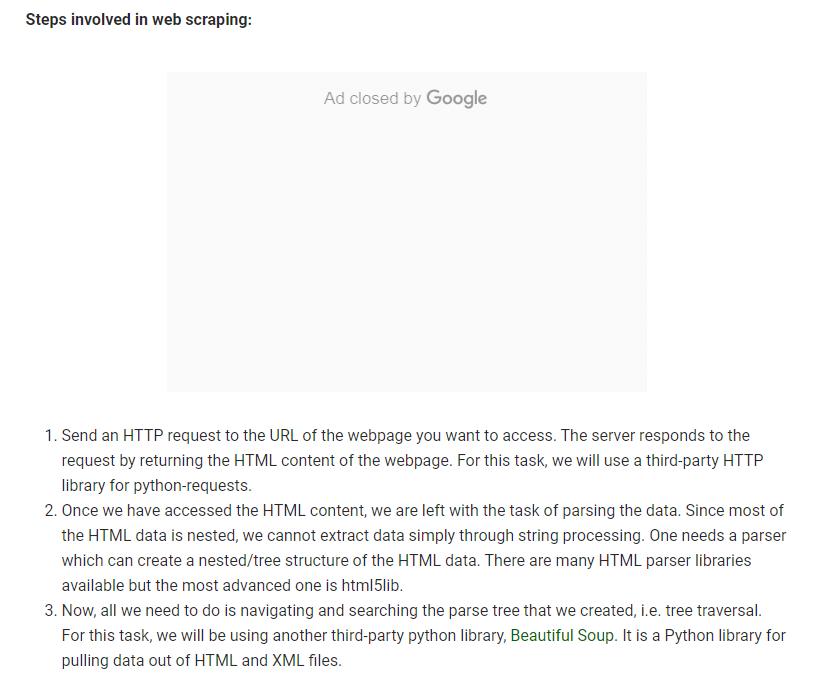 Steps involved in web scraping:
Ad closed by Google
1. Send an HTTP request to the URL of the webpage you want to access. The server responds to the
request by returning the HTML content of the webpage. For this task, we will use a third-party HTTP
library for python-requests.
2. Once we have accessed the HTML content, we are left with the task of parsing the data. Since most of
the HTML data is nested, we cannot extract data simply through string processing. One needs a parser
which can create a nested/tree structure of the HTML data. There are many HTML parser libraries
available but the most advanced one is html5lib.
3. Now, all we need to do is navigating and searching the parse tree that we created, i.e. tree traversal.
For this task, we will be using another third-party python library, Beautiful Soup. It is a Python library for
pulling data out of HTML and XML files.